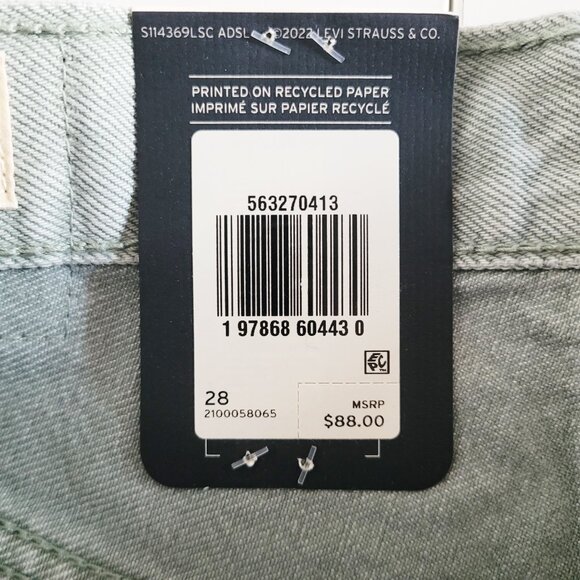 S114369LSC ADSL ©2022 LEVI STRAUSS & CO.
PRINTED ON RECYCLED PAPER
IMPRIMÉ SUR PAPIER RECYCLÉ
563270413
1 97868 60443 0
EPC
28
2100058065
MSRP
$88.00